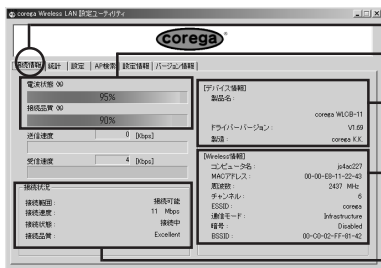 corega Wireless LAN 設定ユーティリティ
corega
接続情報 統計 設定 AP検索 設定情報 バージョン情報
電波状態 (%)
95%
接続品質 (%)
90%
送信速度 0 [Kbps]
受信速度 4 [Kbps]
接続状況
接続範囲: 接続可能
接続速度: 11 Mbps
接続状態: 接続中
接続品質: Excellent
[デバイス情報]
製品名:
corega WLCB-11
ドライバーバージョン: V1.69
製造: corega K.K.
[Wireless情報]
コンピュータ名: js4ac227
MACアドレス: 00-00-E8-11-22-43
周波数: 2437 MHz
チャンネル: 6
ESSID: corega
通信モード: Infrastructure
暗号: Disabled
BSSID: 00-C0-02-FF-81-42